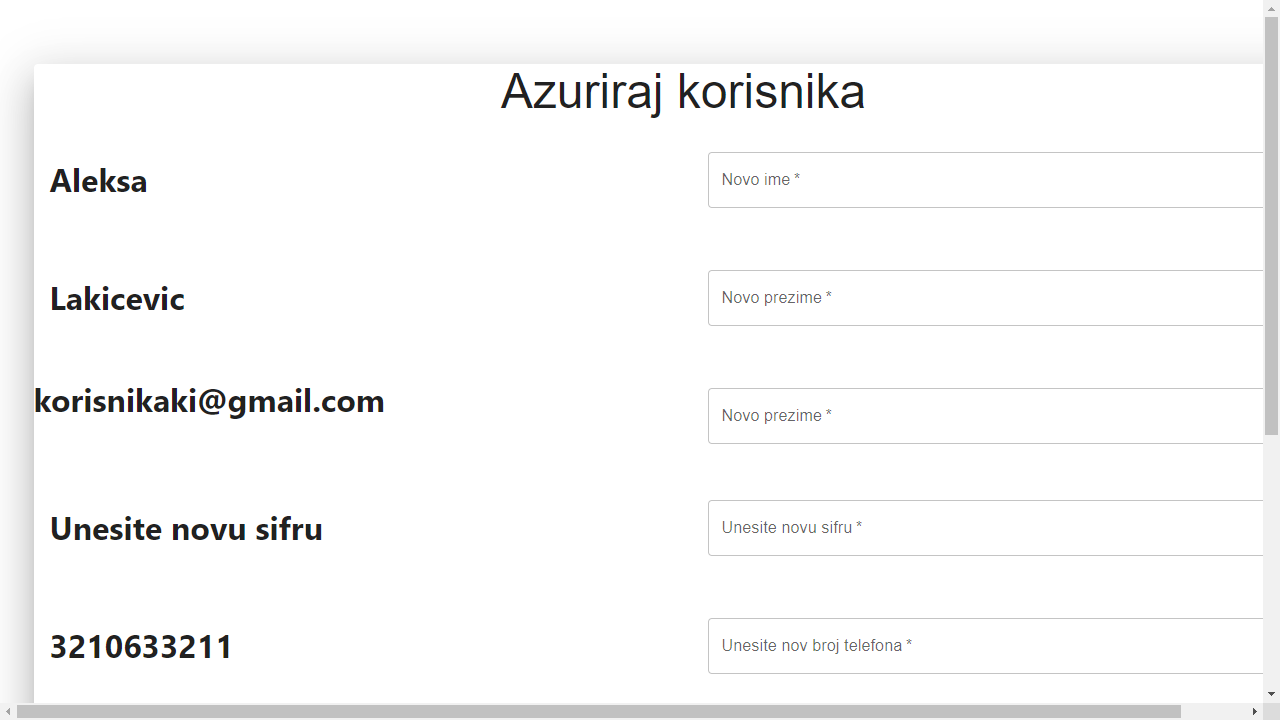 Azuriraj korisnika
Aleksa
Novo ime *
Lakicevic
Novo prezime *
korisnikaki@gmail.com
Novo prezime *
Unesite novu sifru
Unesite novu sifru *
3210633211
Unesite nov broj telefona *